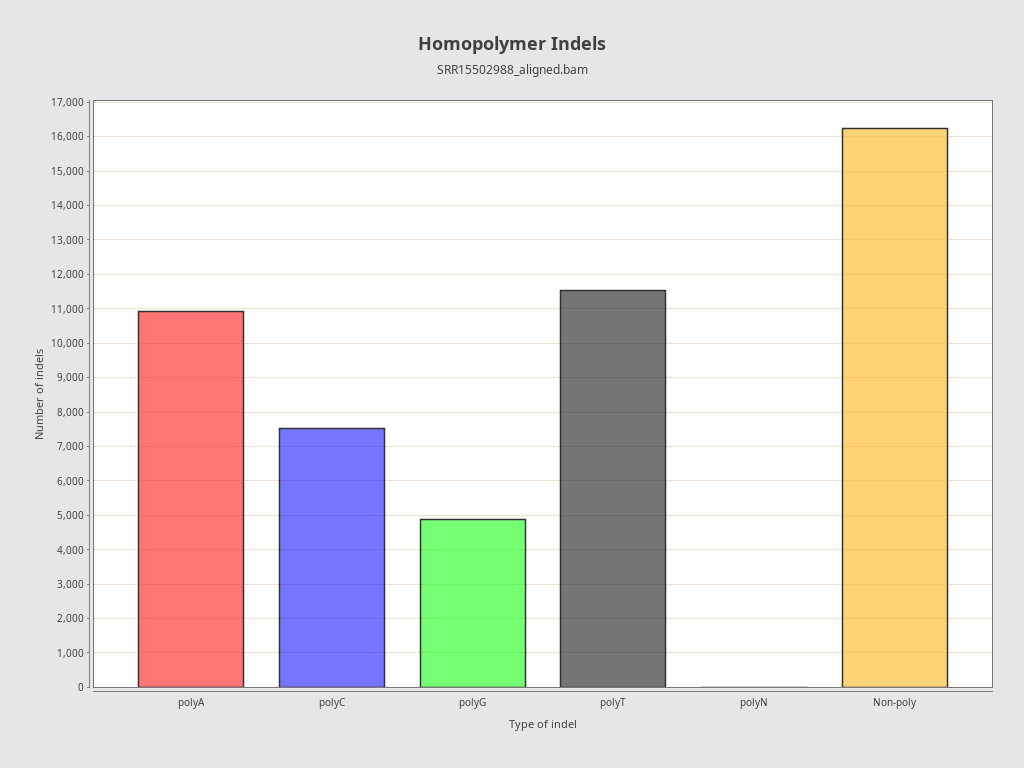 Homopolymer Indels
SRR15502988_aligned.bam
17,000
16,000
15,000
14,000
13,000
12,000
11,000
10,000
9,000
8,000
7,000
6,000
5,000
4,000
3,000
2,000
1,000
0
Number of indels
polyA
polyC
polyG
polyT
polyN
Non-poly
Type of indel